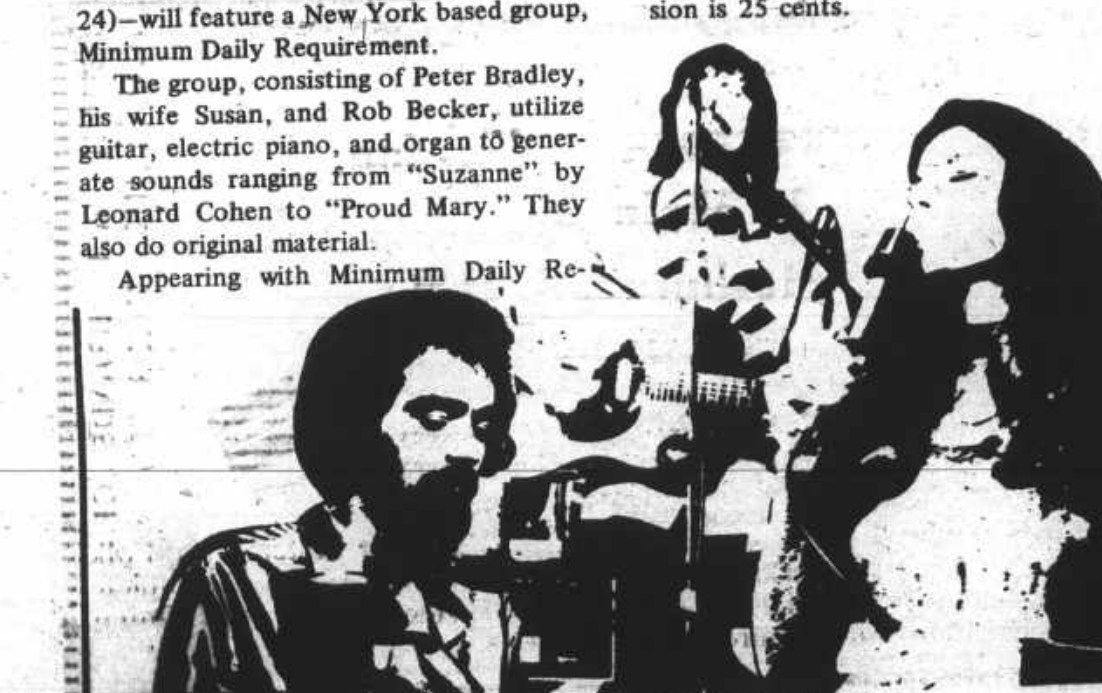 24)—will feature a New York based group,
Minimum Daily Requirement.
The group, consisting of Peter Bradley,
his wife Susan, and Rob Becker, utilize
guitar, electric piano, and organ to gener-
ate sounds ranging from “Suzanne” by
Leonard Cohen to “Proud Mary.” They
also do original material.
Appearing with Minimum Daily Re-
sion is 25 cents.